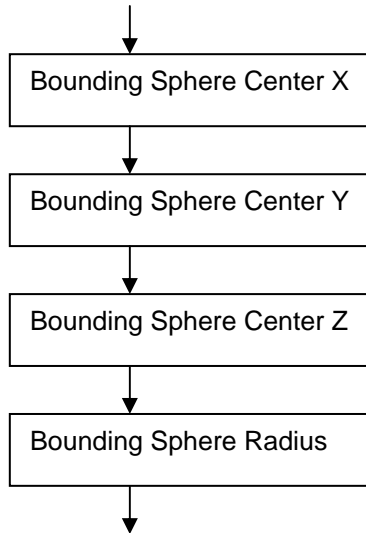 Bounding Sphere Center X
Bounding Sphere Center Y
Bounding Sphere Center Z
Bounding Sphere Radius